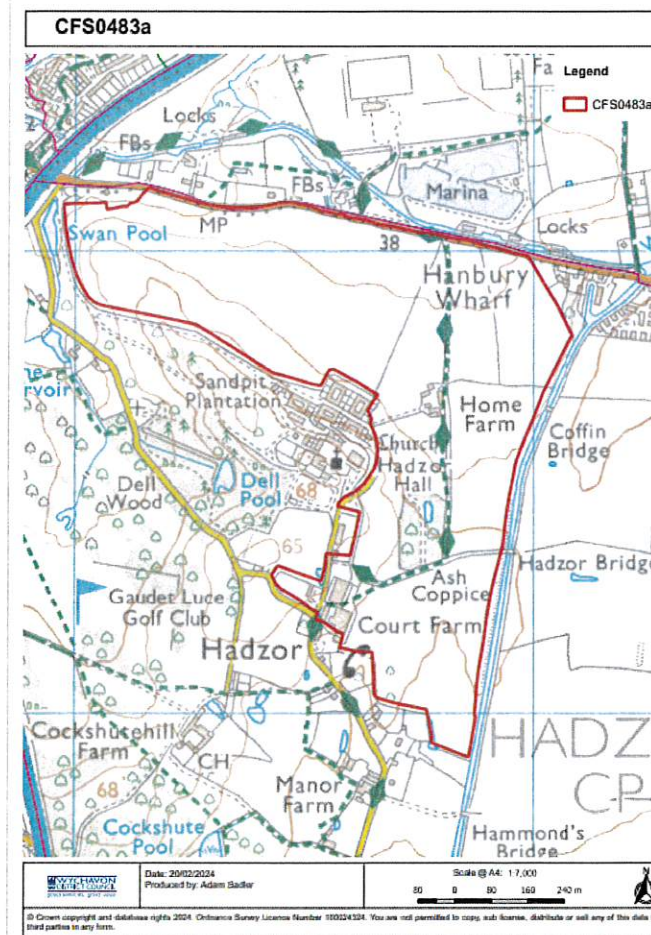 CFS0483a
Legend
CFS0483a
Locks
FBs
FBs
Marina
MP
Swan Pool
38
Locks
Hanbury
Wharf
Sandpit
Plantation
Home
Farm
Church
Hadzor
Hall
Coffin
Bridge
Dell
Wood
Dell
Pool
68
65
Hadzor Bridge
Ash
Coppice
Gaudet Luce
Golf Club
Court Farm
Hadzor
Cockshutehill
Farm
CH
68
HADZ
CP
Manor
Farm
Cockshute
Pool
Hammond's
Bridge
WYCHAVON
DISTRICT COUNCIL
good services, good value
Date: 20/02/2024
Produced by: Adam Sadler
Scale @ A4: 1:7,000
80 0 80 160 240 m
N
© Crown copyright and database rights 2024. Ordnance Survey Licence Number 100024324. You are not permitted to copy, sub license, distribute or sell any of this data
third parties in any form.